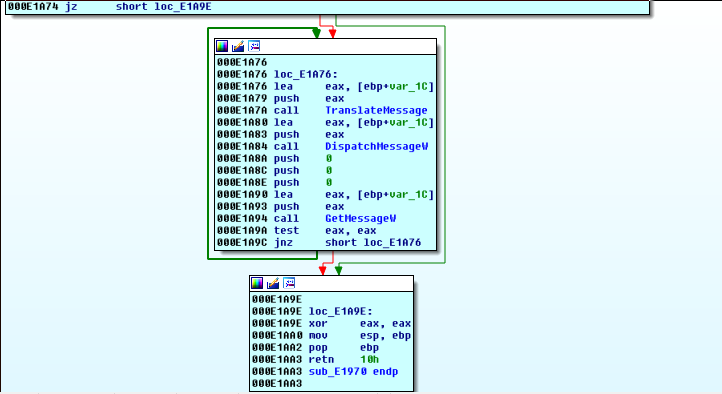 000E1A74 jz short loc_E1A9E
000E1A76
000E1A76 loc_E1A76:
000E1A76 lea eax, [ebp+var_1C]
000E1A79 push eax
000E1A7A call TranslateMessage
000E1A80 lea eax, [ebp+var_1C]
000E1A83 push eax
000E1A84 call DispatchMessageW
000E1A8A push 0
000E1A8C push 0
000E1A8E push 0
000E1A90 lea eax, [ebp+var_1C]
000E1A93 push eax
000E1A94 call GetMessageW
000E1A9A test eax, eax
000E1A9C jnz short loc_E1A76
000E1A9E
000E1A9E loc_E1A9E:
000E1A9E xor eax, eax
000E1AA0 mov esp, ebp
000E1AA2 pop ebp
000E1AA3 retn 10h
000E1AA3 sub_E1970 endp
000E1AA3